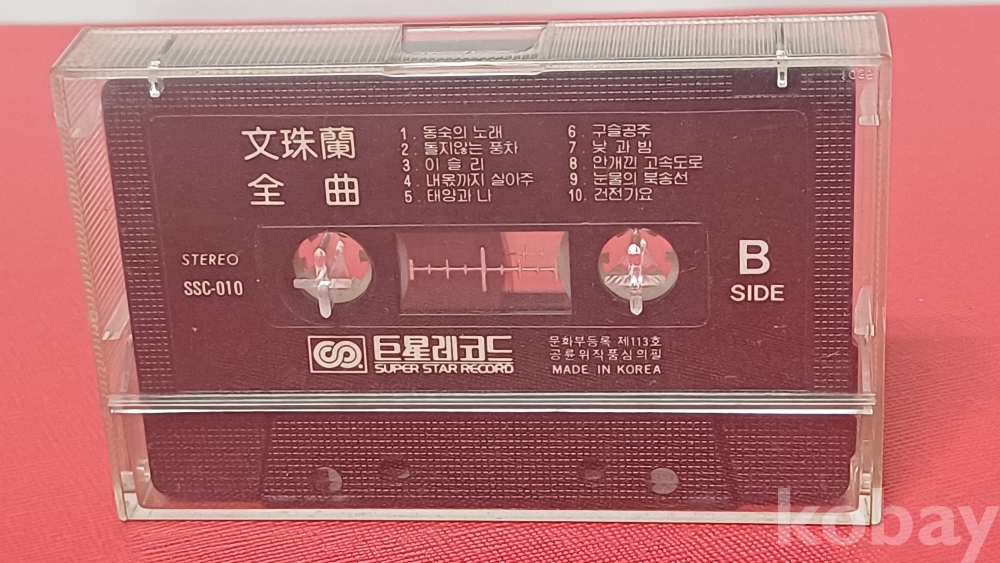 文珠蘭
全 曲
1. 동숙의 노래
2. 돌지않는 풍차
3. 이 슬 리
4. 내몫까지 살아주
5. 태양과 나
6. 구슬공주
7. 낮 과 밤
8. 안개낀 고속도로
9. 눈물의 북송선
10. 건전가요
STEREO
SSC-010
B
SIDE
巨星레코드
SUPER STAR RECORD
문화부등록 제113호
공륜위작품심의필
MADE IN KOREA
kobay